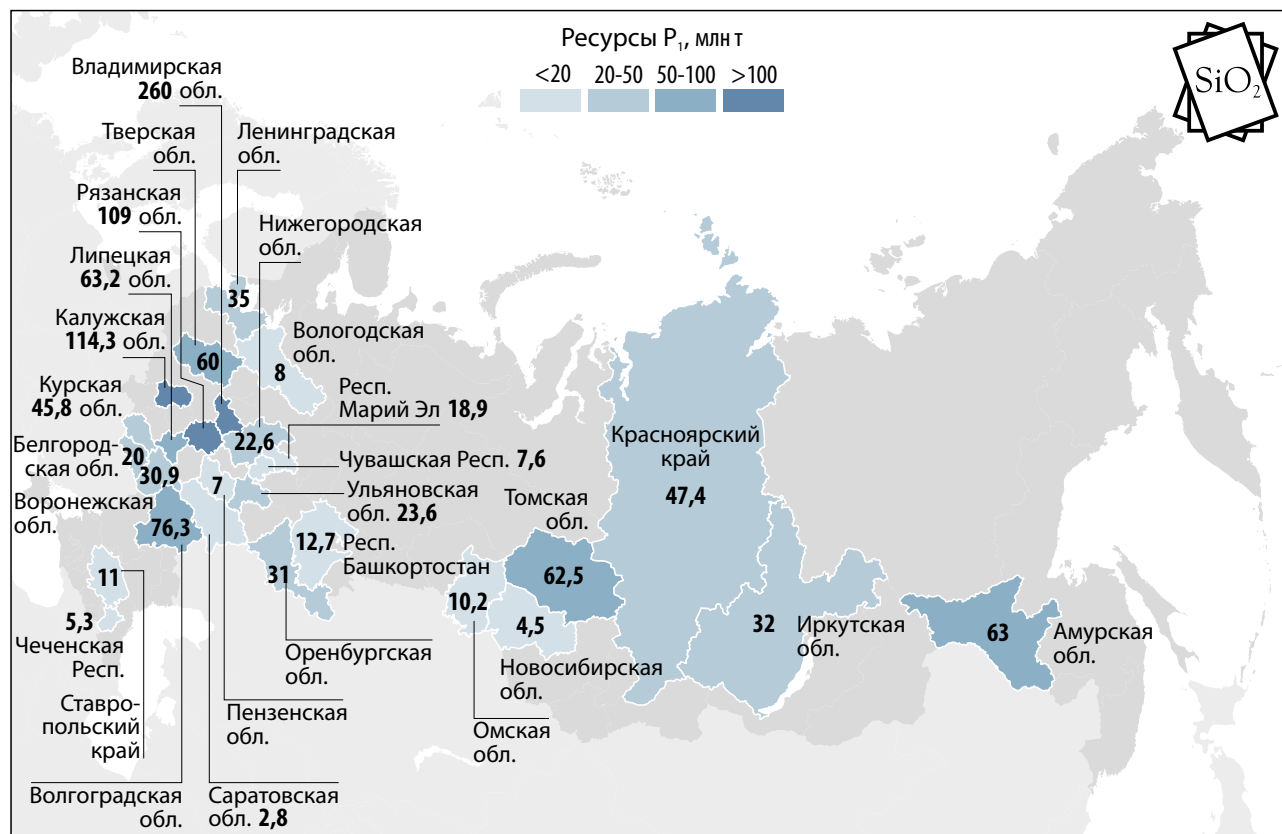 Ресурсы P₁, млн т
<20 20-50 50-100 >100
SiO₂
Владимирская
260 обл.
Тверская
обл.
Ленинградская
обл.
Рязанская
109 обл.
Нижегородская
обл.
Липецкая
63,2 обл.
Калужская
114,3 обл.
35
Вологодская
обл.
60
8
Курская
45,8 обл.
Респ.
Марий Эл 18,9
22,6
Белгород-
ская обл.
20
30,9
Чувашская Респ. 7,6
7
Ульяновская
обл. 23,6
Воронежская
обл.
76,3
12,7 Респ.
Башкортостан
31
11
5,3
Чеченская
Респ.
Оренбургская
обл.
Ставро-
польский
край
Пензенская
обл.
Волгоградская
обл.
Саратовская
обл. 2,8
Красноярский
край
47,4
Томская
обл.
62,5
10,2
4,5
Новосибирская
обл.
Омская
обл.
32
Иркутская
обл.
63
Амурская
обл.